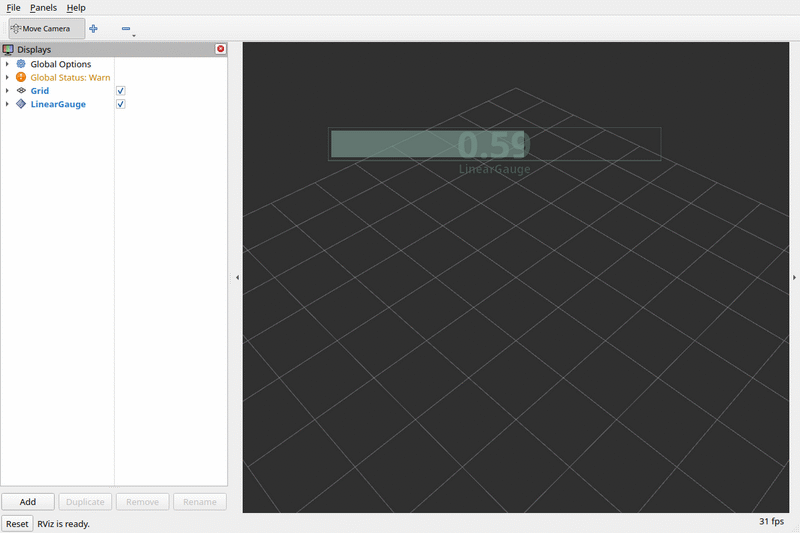 File Panels Help
Move Camera
Displays
Global Options
Global Status: Warn
Grid
LinearGauge
0.59
LinearGauge
Add Duplicate Remove Rename
Reset RViz is ready. 31 fps